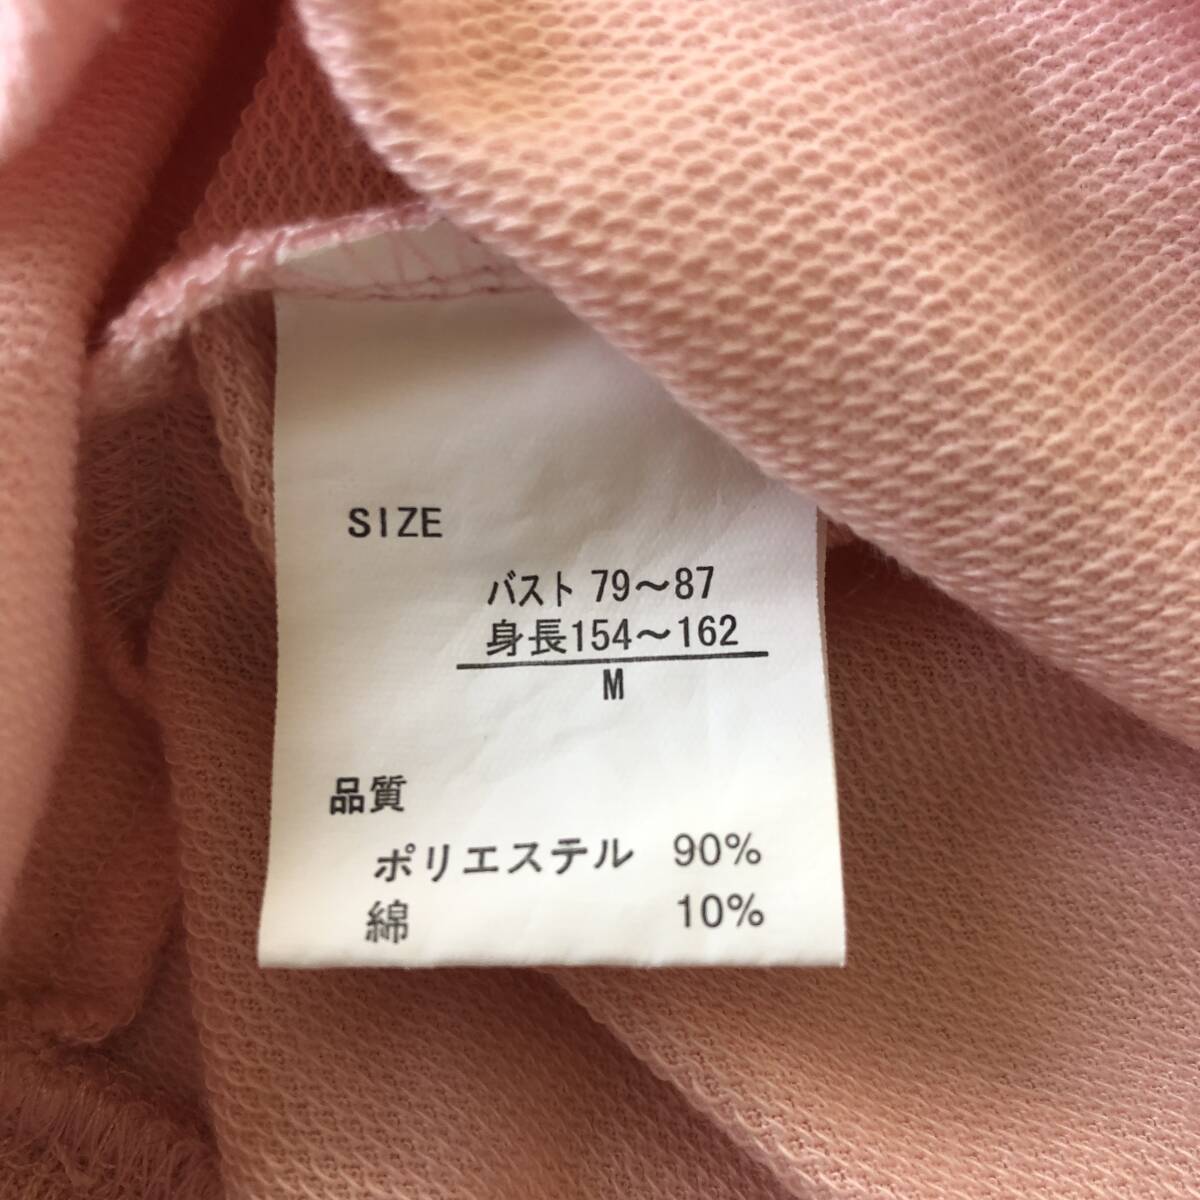 SIZE
バスト 79～87
身長154～162
M
品質
ポリエステル 90%
綿 10%